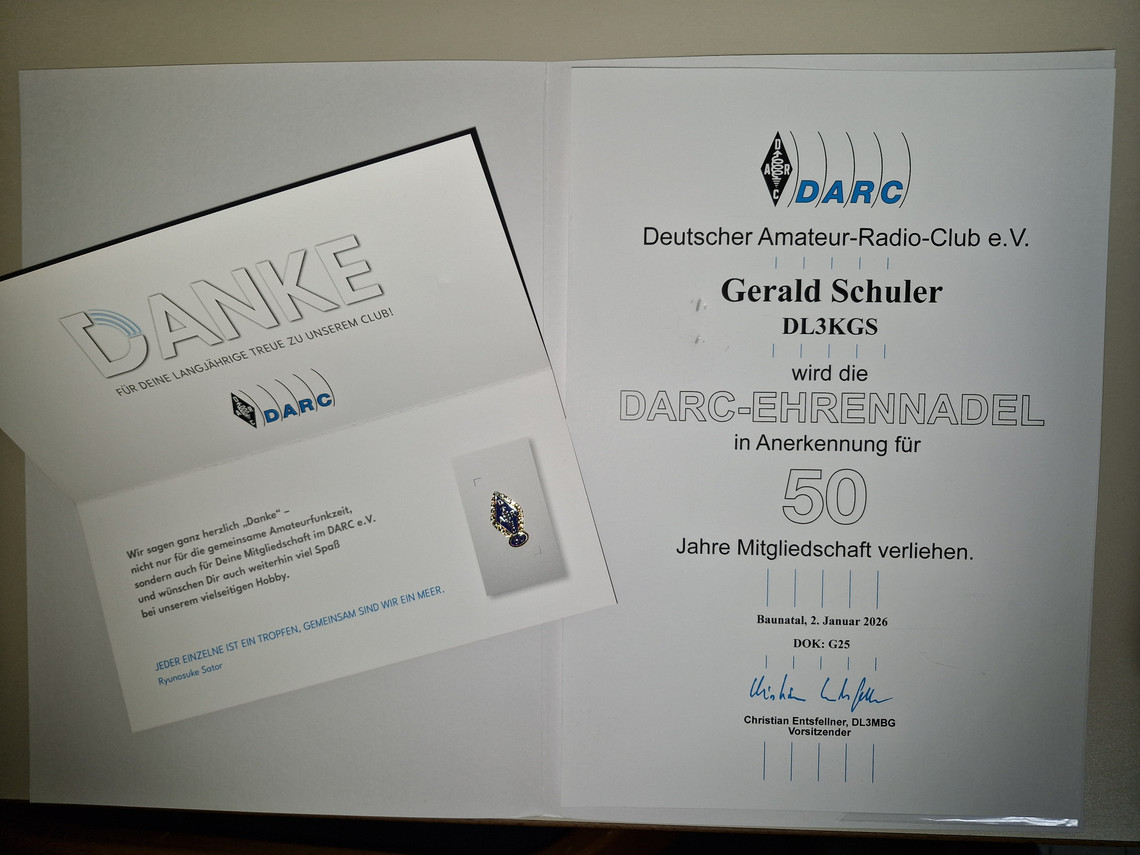 DANKE
FÜR DEINE LANGJÄHRIGE TREUE ZU UNSEREM CLUB!
DARC
Wir sagen ganz herzlich „Danke“ –
nicht nur für die gemeinsame Amateurfunkzeit,
sondern auch für Deine Mitgliedschaft im DARC e.V.
und wünschen Dir auch weiterhin viel Spaß
bei unserem vielseitigen Hobby.
JEDER EINZELNE IST EIN TROPFEN, GEMEINSAM SIND WIR EIN MEER.
Ryunosuke Sator
D
A R
C
DARC
Deutscher Amateur-Radio-Club e.V.
Gerald Schuler
DL3KGS
wird die
DARC-EHRENNADEL
in Anerkennung für
50
Jahre Mitgliedschaft verliehen.
Baunatal, 2. Januar 2026
DOK: G25
Christian Entsfellner
Christian Entsfellner, DL3MBG
Vorsitzender